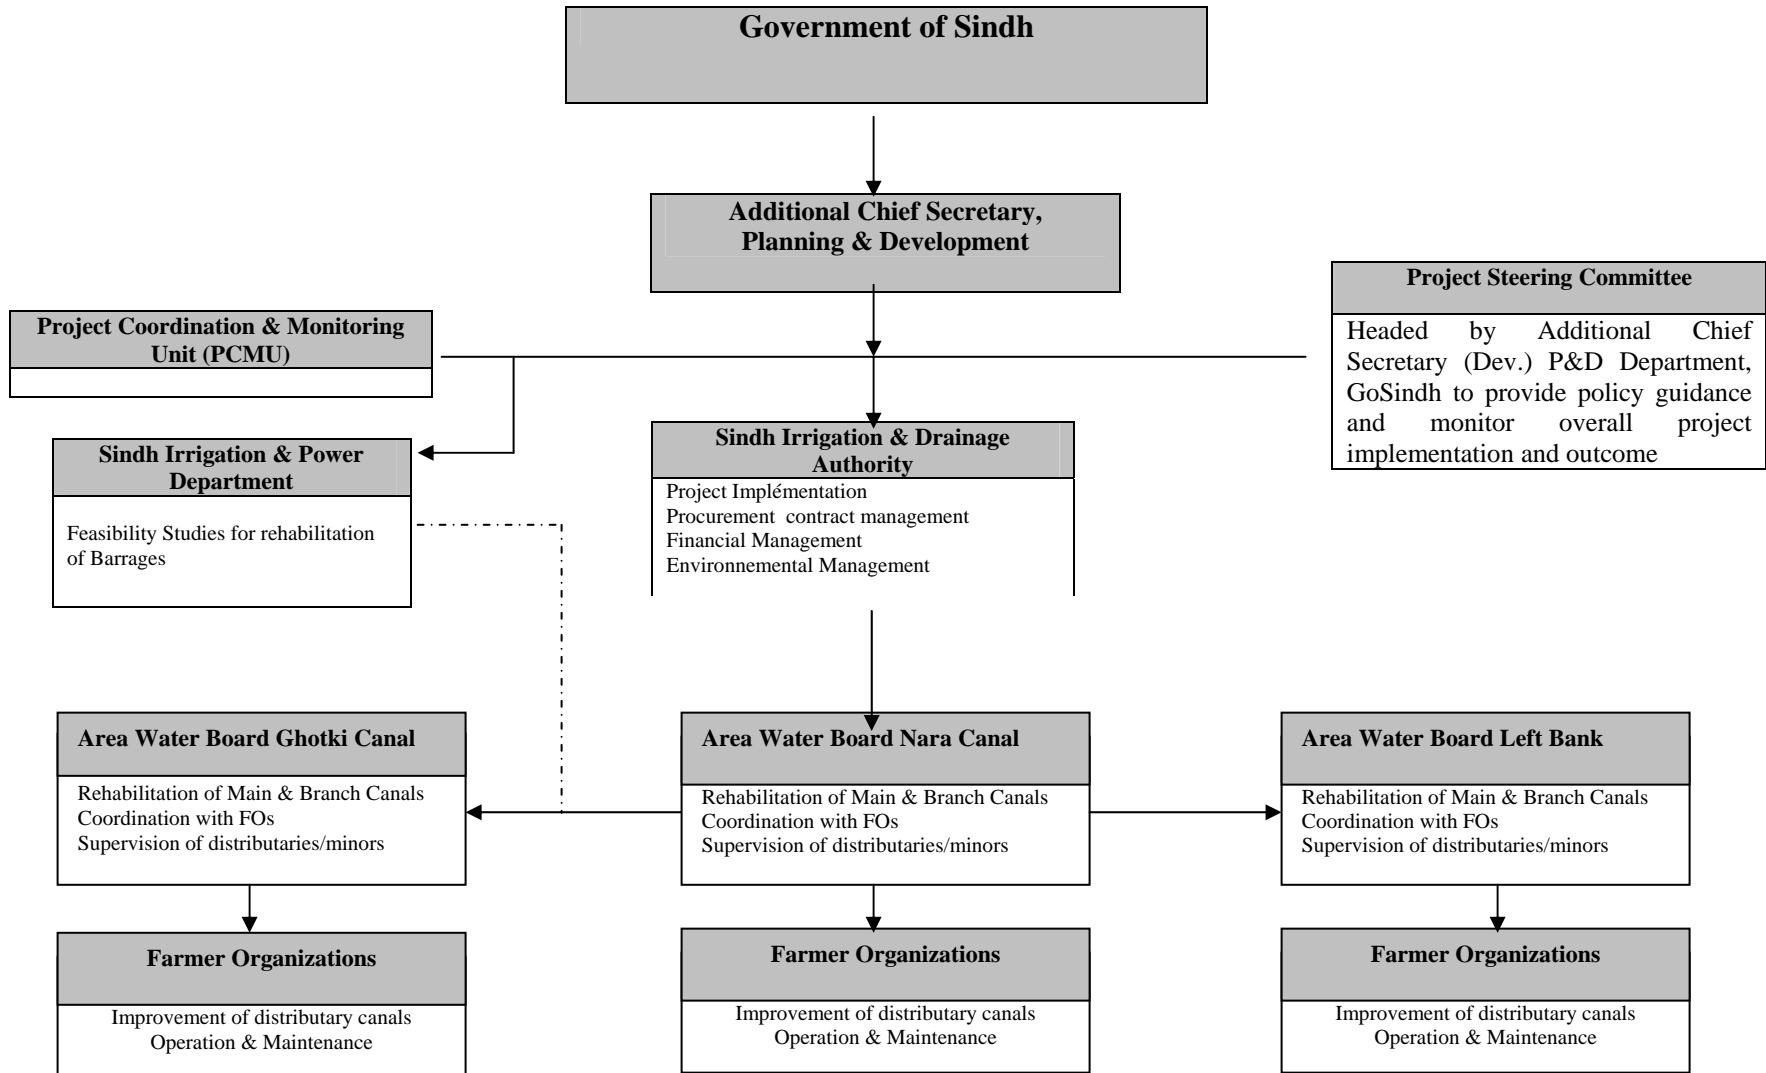 Government of Sindh
Additional Chief Secretary,
Planning & Development
Project Steering Committee
Headed by Additional Chief
Secretary (Dev.) P&D Department,
GoSindh to provide policy guidance
and monitor overall project
implementation and outcome
Project Coordination & Monitoring
Unit (PCMU)
Sindh Irrigation & Power
Department
Feasibility Studies for rehabilitation
of Barrages
Sindh Irrigation & Drainage
Authority
Project Implémentation
Procurement contract management
Financial Management
Environnemental Management
Area Water Board Ghotki Canal
Rehabilitation of Main & Branch Canals
Coordination with FOs
Supervision of distributaries/minors
Area Water Board Nara Canal
Rehabilitation of Main & Branch Canals
Coordination with FOs
Supervision of distributaries/minors
Area Water Board Left Bank
Rehabilitation of Main & Branch Canals
Coordination with FOs
Supervision of distributaries/minors
Farmer Organizations
Improvement of distributary canals
Operation & Maintenance
Farmer Organizations
Improvement of distributary canals
Operation & Maintenance
Farmer Organizations
Improvement of distributary canals
Operation & Maintenance